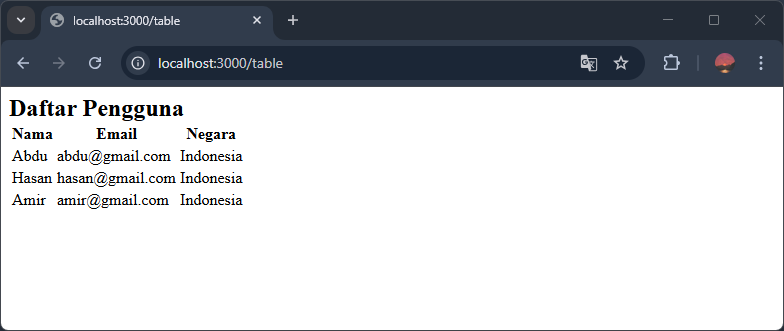 localhost:3000/table
localhost:3000/table
Daftar Pengguna
Nama Email Negara
Abdu abdu@gmail.com Indonesia
Hasan hasan@gmail.com Indonesia
Amir amir@gmail.com Indonesia